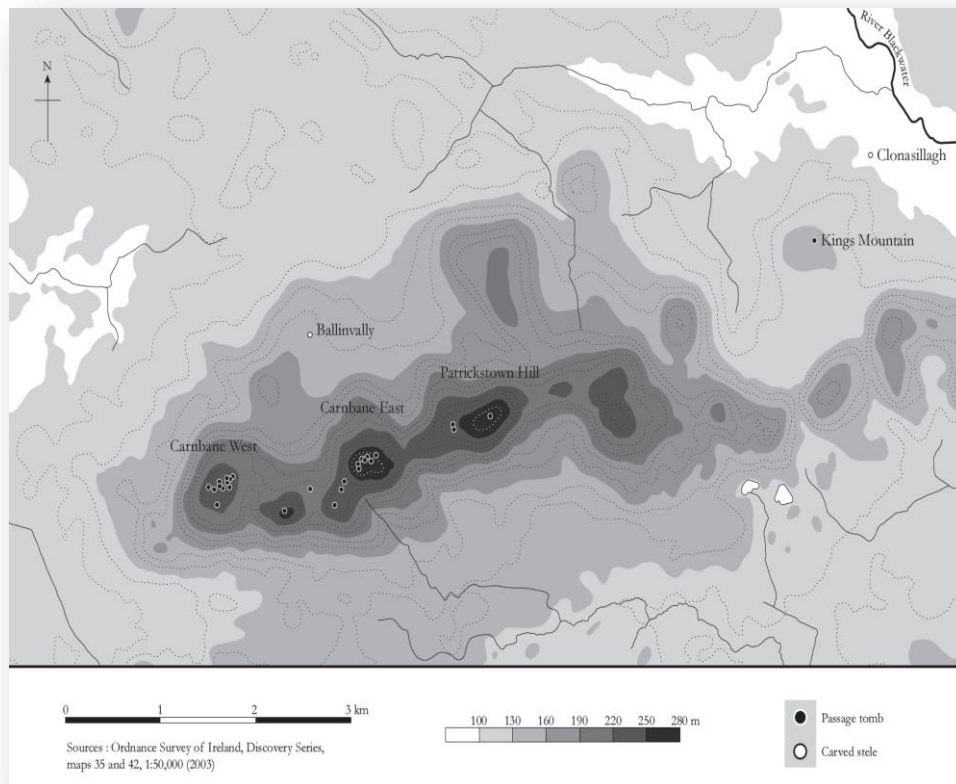 N
River Blackwater
Clonasillagh
Kings Mountain
Ballinvally
Patrickstown Hill
Carnbane East
Carnbane West
0 1 2 3 km
100 130 160 190 220 250 280 m
Sources : Ordnance Survey of Ireland, Discovery Series,
maps 35 and 42, 1:50,000 (2003)
Passage tomb
Carved stele